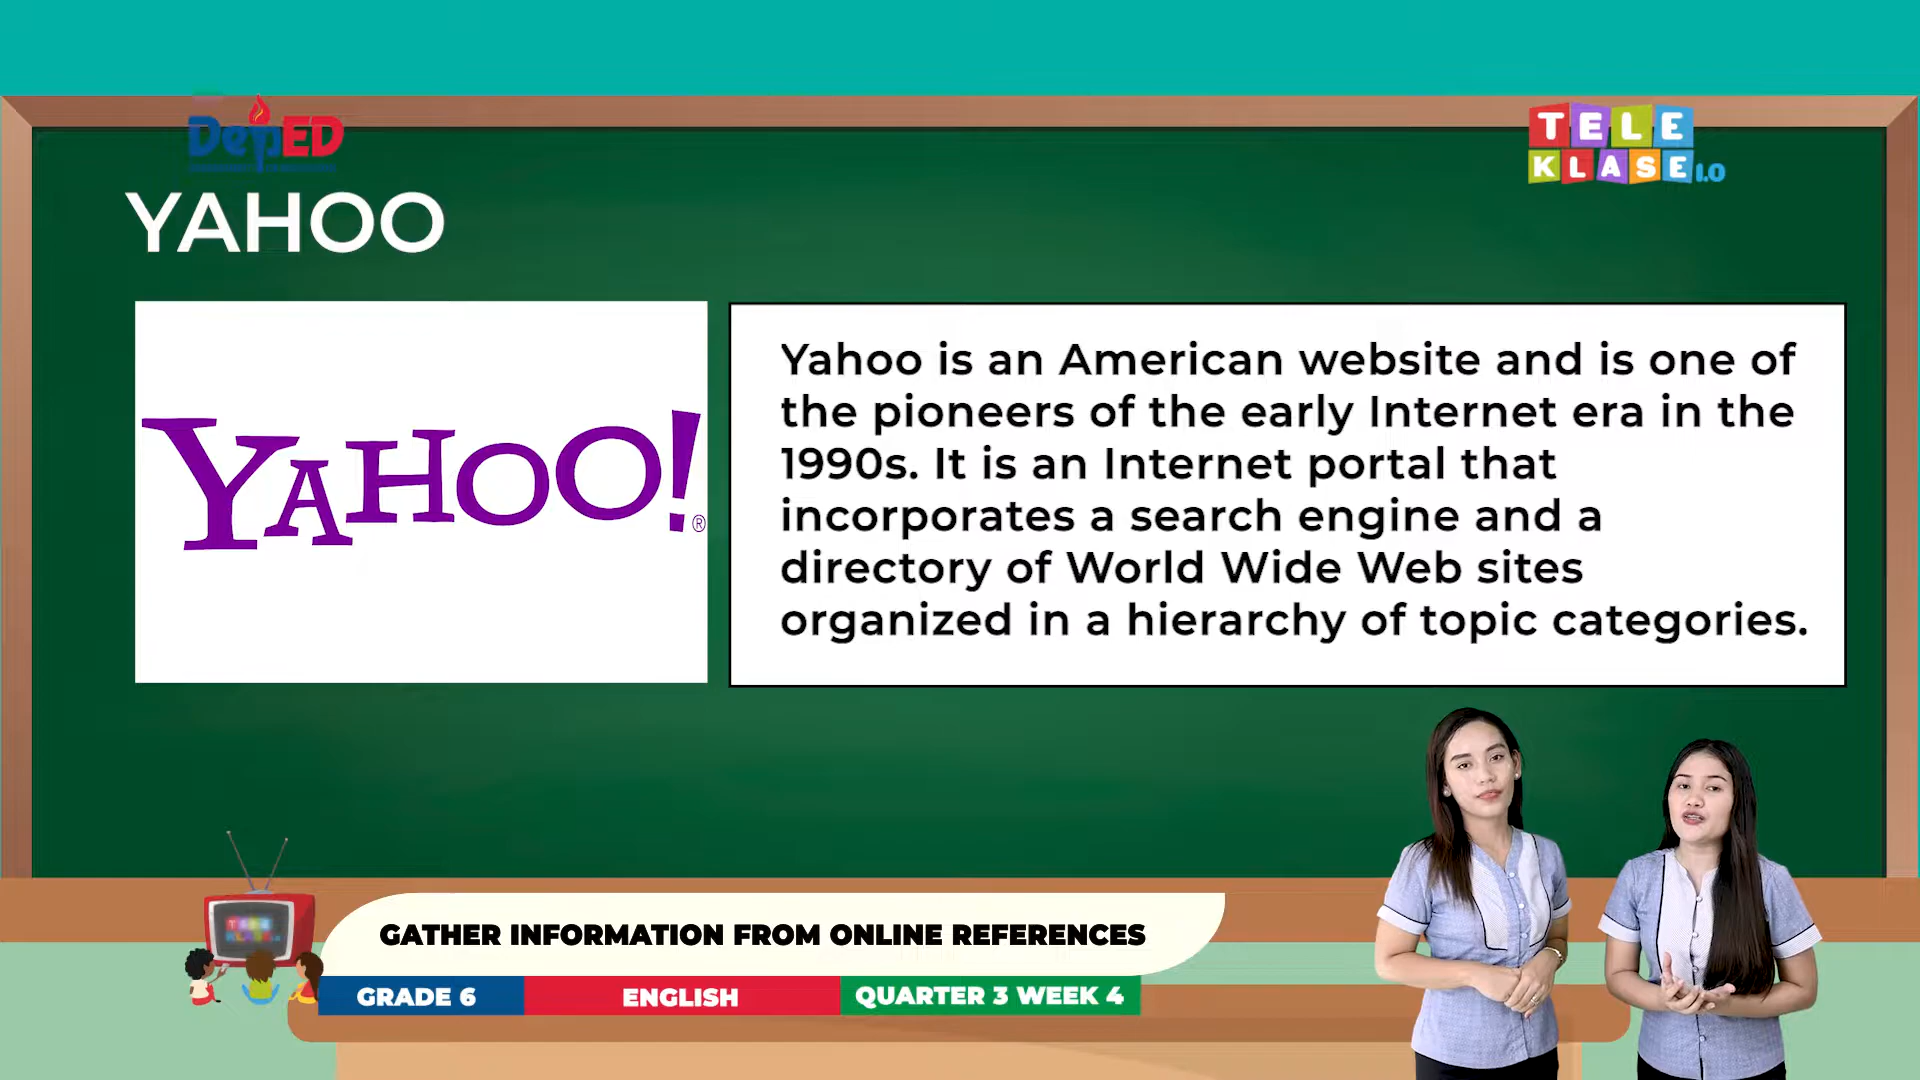 DepED
TELE
KLASE 1.0
YAHOO
YAHOO!®
Yahoo is an American website and is one of
the pioneers of the early Internet era in the
1990s. It is an Internet portal that
incorporates a search engine and a
directory of World Wide Web sites
organized in a hierarchy of topic categories.
TELE
KLASE
GATHER INFORMATION FROM ONLINE REFERENCES
GRADE 6
ENGLISH
QUARTER 3 WEEK 4